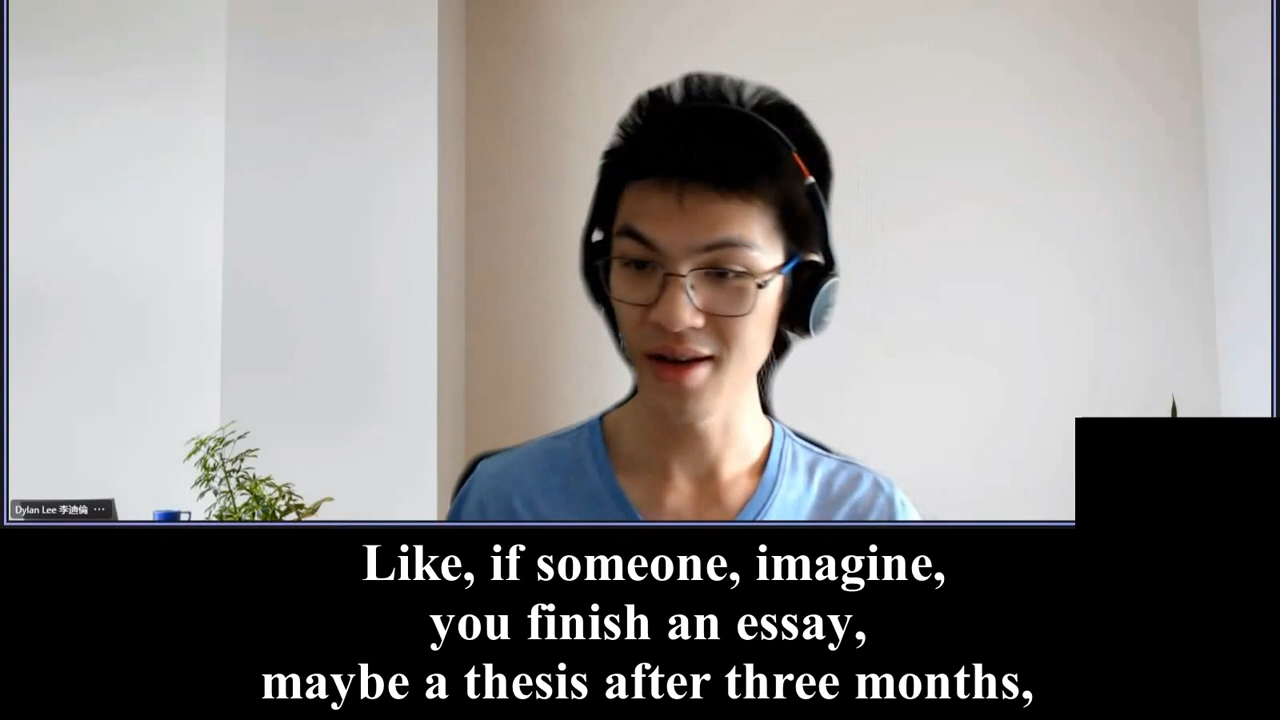 Dylan Lee 李迪倫 ···
Like, if someone, imagine,
you finish an essay,
maybe a thesis after three months,